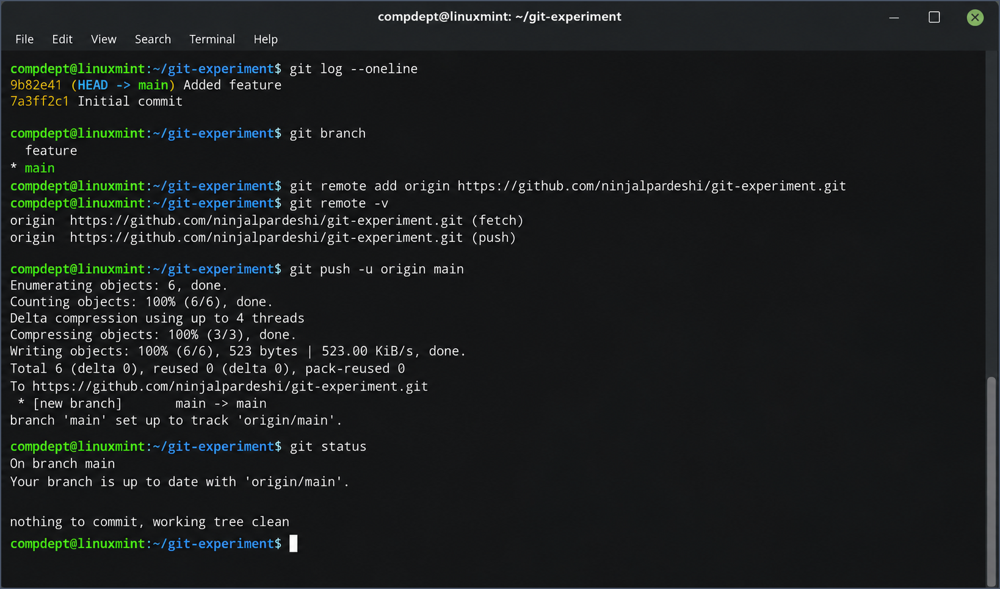 compdept@linuxmint: ~/git-experiment
File Edit View Search Terminal Help
compdept@linuxmint:~/git-experiment$ git log --oneline
9b82e41 (HEAD -> main) Added feature
7a3ff2c1 Initial commit
compdept@linuxmint:~/git-experiment$ git branch
  feature
* main
compdept@linuxmint:~/git-experiment$ git remote add origin https://github.com/ninjalpardeshi/git-experiment.git
compdept@linuxmint:~/git-experiment$ git remote -v
origin  https://github.com/ninjalpardeshi/git-experiment.git (fetch)
origin  https://github.com/ninjalpardeshi/git-experiment.git (push)
compdept@linuxmint:~/git-experiment$ git push -u origin main
Enumerating objects: 6, done.
Counting objects: 100% (6/6), done.
Delta compression using up to 4 threads
Compressing objects: 100% (3/3), done.
Writing objects: 100% (6/6), 523 bytes | 523.00 KiB/s, done.
Total 6 (delta 0), reused 0 (delta 0), pack-reused 0
To https://github.com/ninjalpardeshi/git-experiment.git
 * [new branch]       main -> main
branch 'main' set up to track 'origin/main'.
compdept@linuxmint:~/git-experiment$ git status
On branch main
Your branch is up to date with 'origin/main'.
nothing to commit, working tree clean
compdept@linuxmint:~/git-experiment$